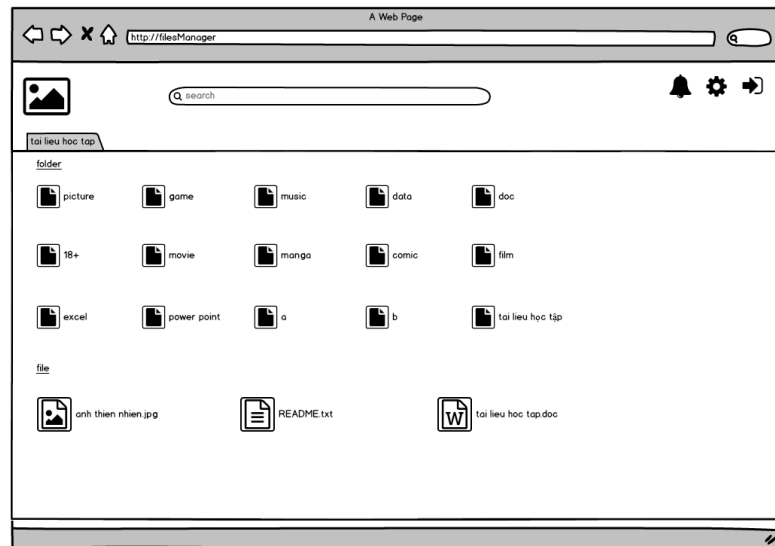 A Web Page
http://filesManager
search
tai lieu hoc tap
folder
picture game music data doc
18+ movie manga comic film
excel power point a b tai lieu học tập
file
anh thien nhien.jpg README.txt tai lieu hoc tap.doc